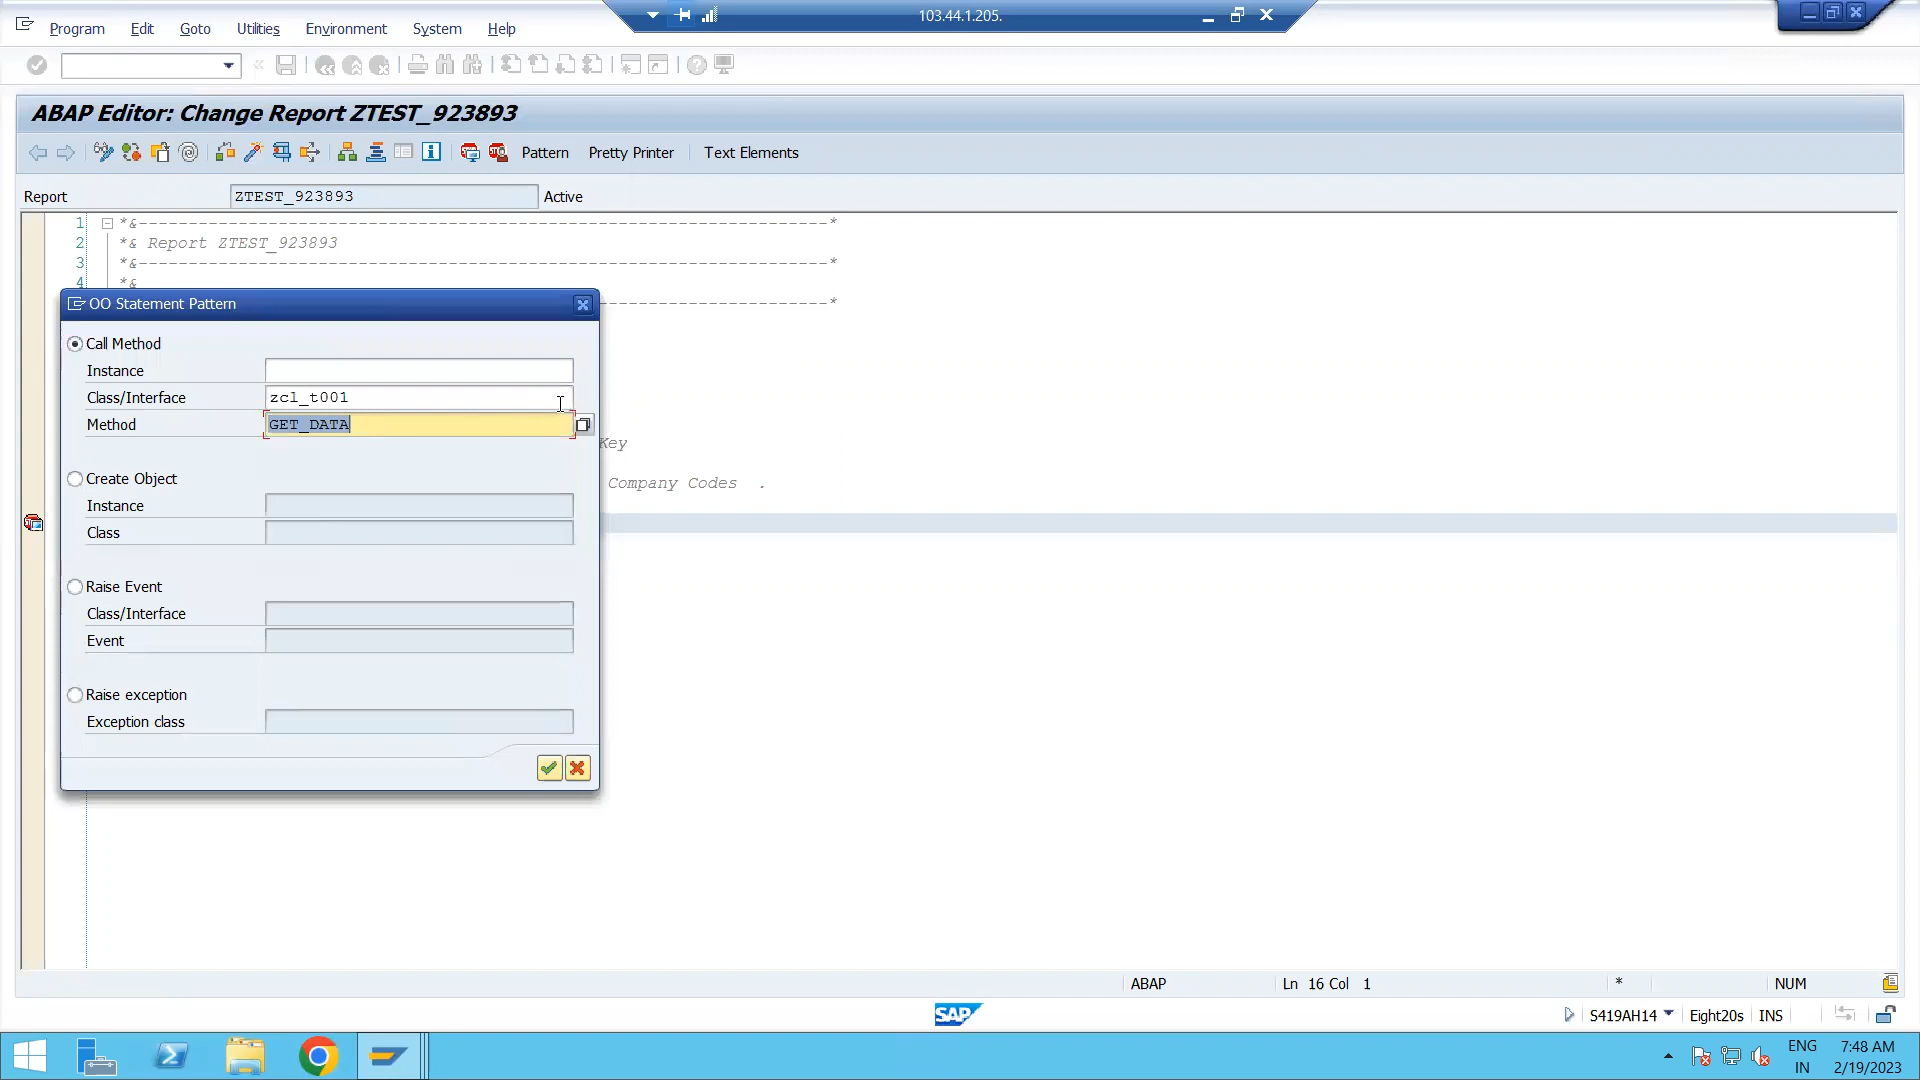 103.44.1.205.
Program Edit Goto Utilities Environment System Help
ABAP Editor: Change Report ZTEST_923893
Pattern Pretty Printer Text Elements
Report ZTEST_923893 Active
1 *&---------------------------------------------------------------------*
2 *& Report ZTEST_923893
3 *&---------------------------------------------------------------------*
4 *&
---------------------*
OO Statement Pattern
Call Method
Instance
Class/Interface zcl_t001
Method GET_DATA
Key
Create Object
Company Codes .
Instance
Class
Raise Event
Class/Interface
Event
Raise exception
Exception class
ABAP Ln 16 Col 1 * NUM
SAP
S419AH14 Eight20s INS
ENG 7:48 AM
IN 2/19/2023